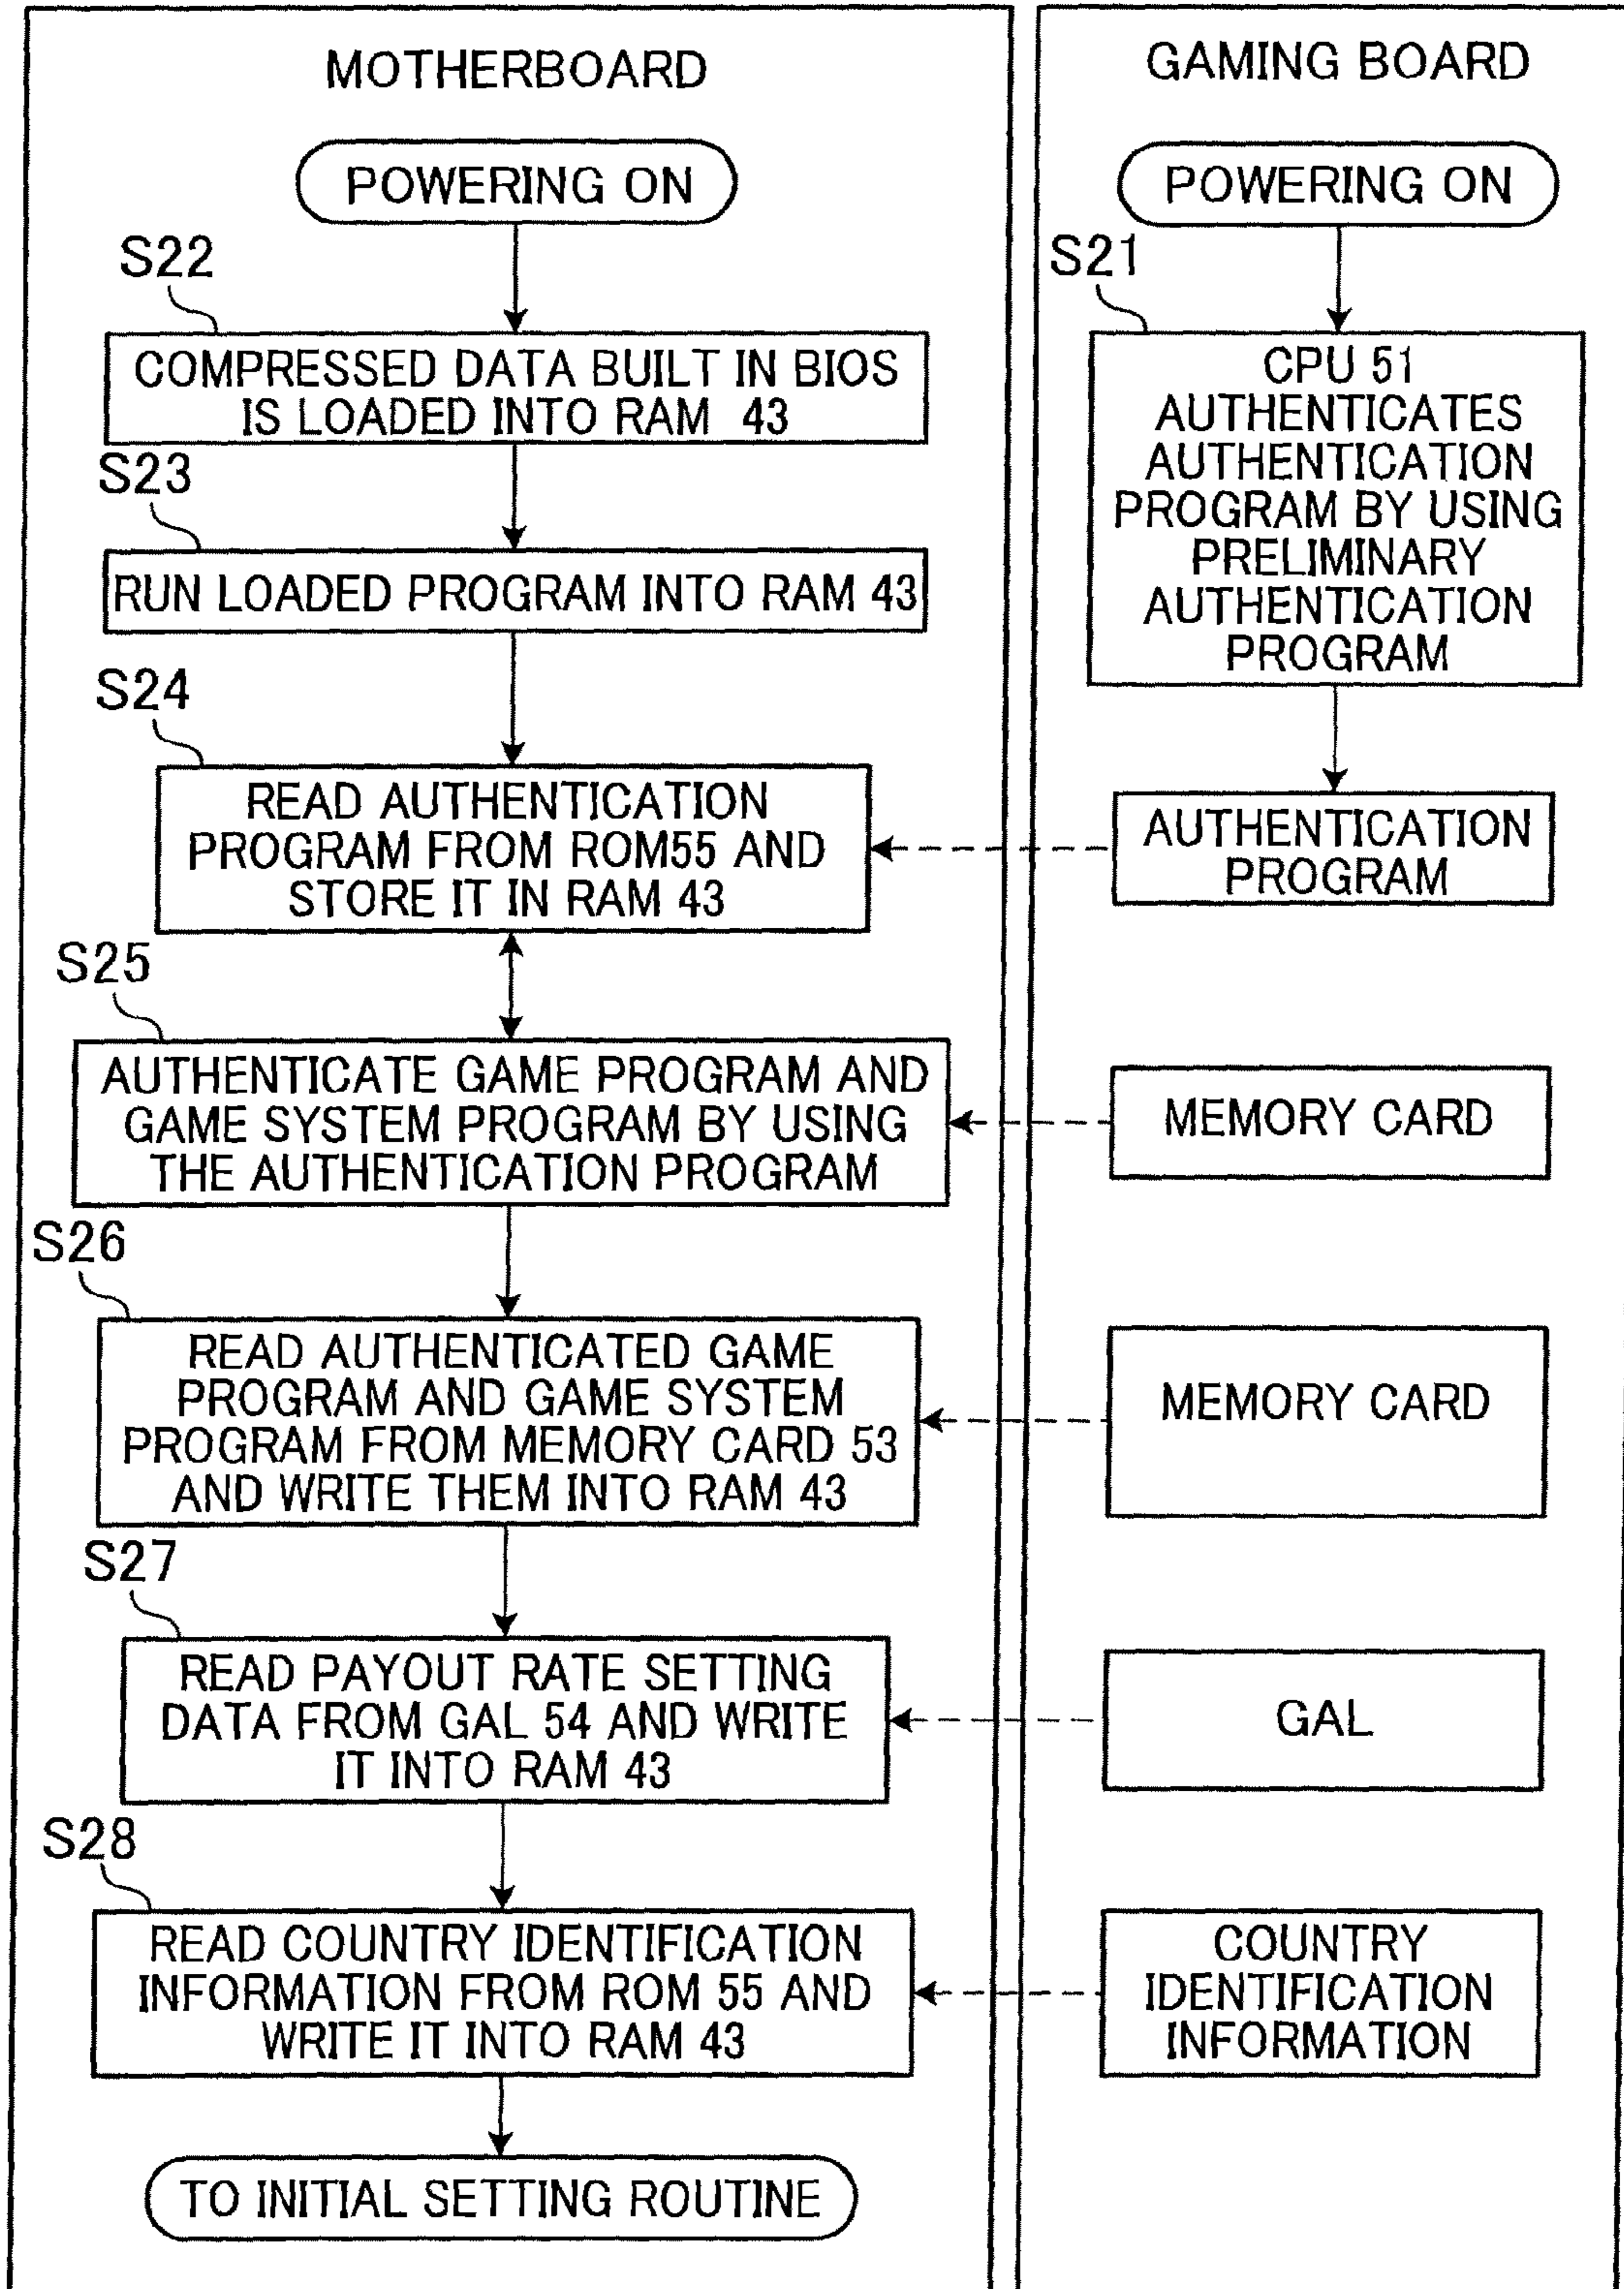 MOTHERBOARD
POWERING ON
S22
COMPRESSED DATA BUILT IN BIOS
IS LOADED INTO RAM 43
S23
RUN LOADED PROGRAM INTO RAM 43
S24
READ AUTHENTICATION
PROGRAM FROM ROM55 AND
STORE IT IN RAM 43
S25
AUTHENTICATE GAME PROGRAM AND
GAME SYSTEM PROGRAM BY USING
THE AUTHENTICATION PROGRAM
S26
READ AUTHENTICATED GAME
PROGRAM AND GAME SYSTEM
PROGRAM FROM MEMORY CARD 53
AND WRITE THEM INTO RAM 43
S27
READ PAYOUT RATE SETTING
DATA FROM GAL 54 AND WRITE
IT INTO RAM 43
S28
READ COUNTRY IDENTIFICATION
INFORMATION FROM ROM 55 AND
WRITE IT INTO RAM 43
TO INITIAL SETTING ROUTINE
GAMING BOARD
POWERING ON
S21
CPU 51
AUTHENTICATES
AUTHENTICATION
PROGRAM BY USING
PRELIMINARY
AUTHENTICATION
PROGRAM
AUTHENTICATION
PROGRAM
MEMORY CARD
MEMORY CARD
GAL
COUNTRY
IDENTIFICATION
INFORMATION